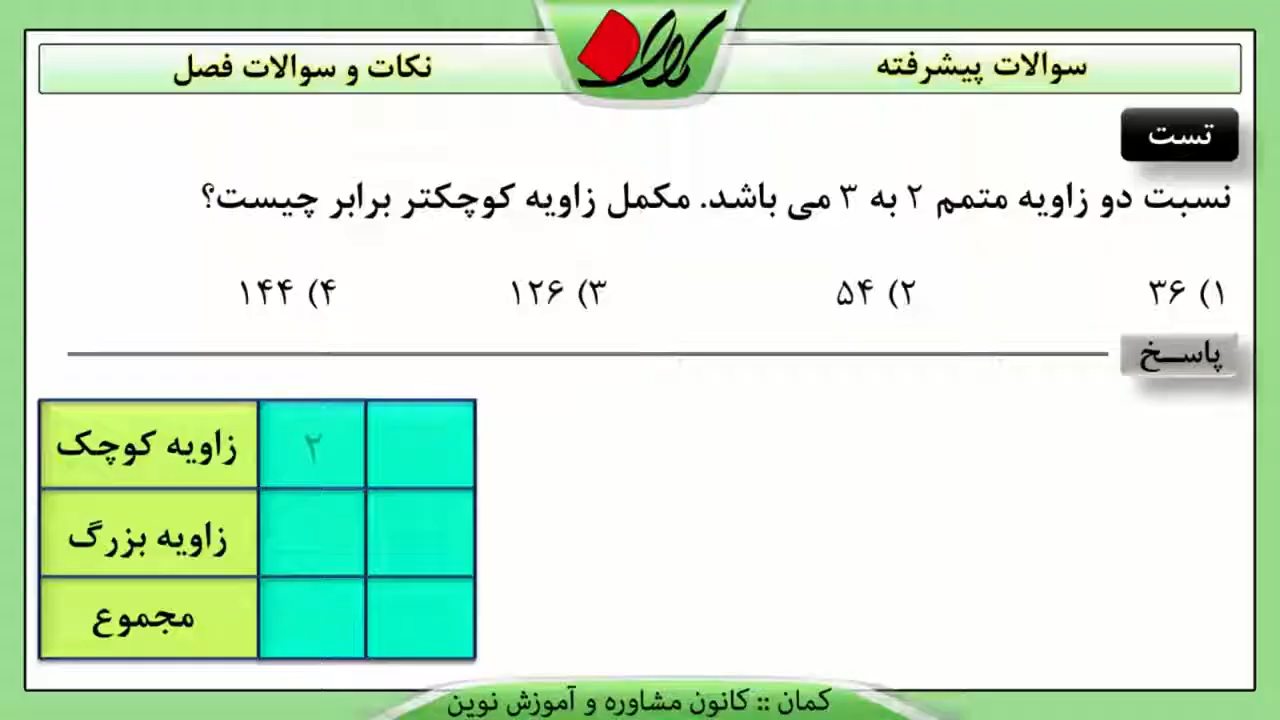 سوالات پیشرفته
نکات و سوالات فصل
تست
نسبت دو زاویه متمم ۲ به ۳ می باشد. مکمل زاویه کوچکتر برابر چیست؟
۱) ۳۶ ۲) ۵۴ ۳) ۱۲۶ ۴) ۱۴۴
پاسخ
زاویه کوچک ۲
زاویه بزرگ
مجموع
کمان :: کانون مشاوره و آموزش نوین